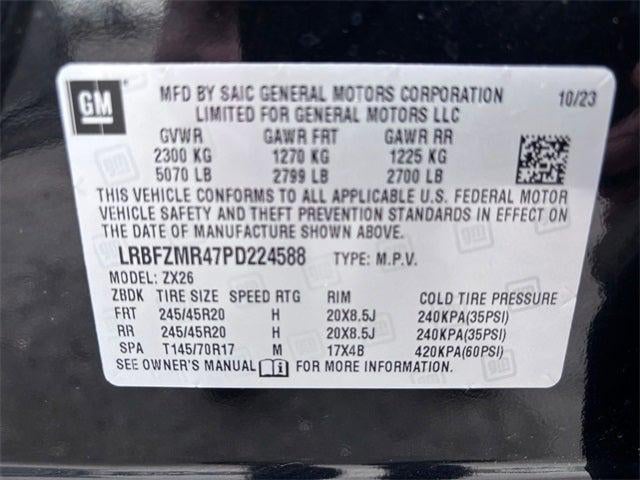 GM
MFD BY SAIC GENERAL MOTORS CORPORATION 10/23
LIMITED FOR GENERAL MOTORS LLC
GVWR GAWR FRT GAWR RR
2300 KG 1270 KG 1225 KG
5070 LB 2799 LB 2700 LB
THIS VEHICLE CONFORMS TO ALL APPLICABLE U.S. FEDERAL MOTOR
VEHICLE SAFETY AND THEFT PREVENTION STANDARDS IN EFFECT ON
THE DATE OF MANUFACTURE SHOWN ABOVE.
LRBFZMR47PD224588 TYPE: M.P.V.
MODEL: ZX26
ZBDK TIRE SIZE SPEED RTG RIM COLD TIRE PRESSURE
FRT 245/45R20 H 20X8.5J 240KPA(35PSI)
RR 245/45R20 H 20X8.5J 240KPA(35PSI)
SPA T145/70R17 M 17X4B 420KPA(60PSI)
SEE OWNER'S MANUAL FOR MORE INFORMATION.